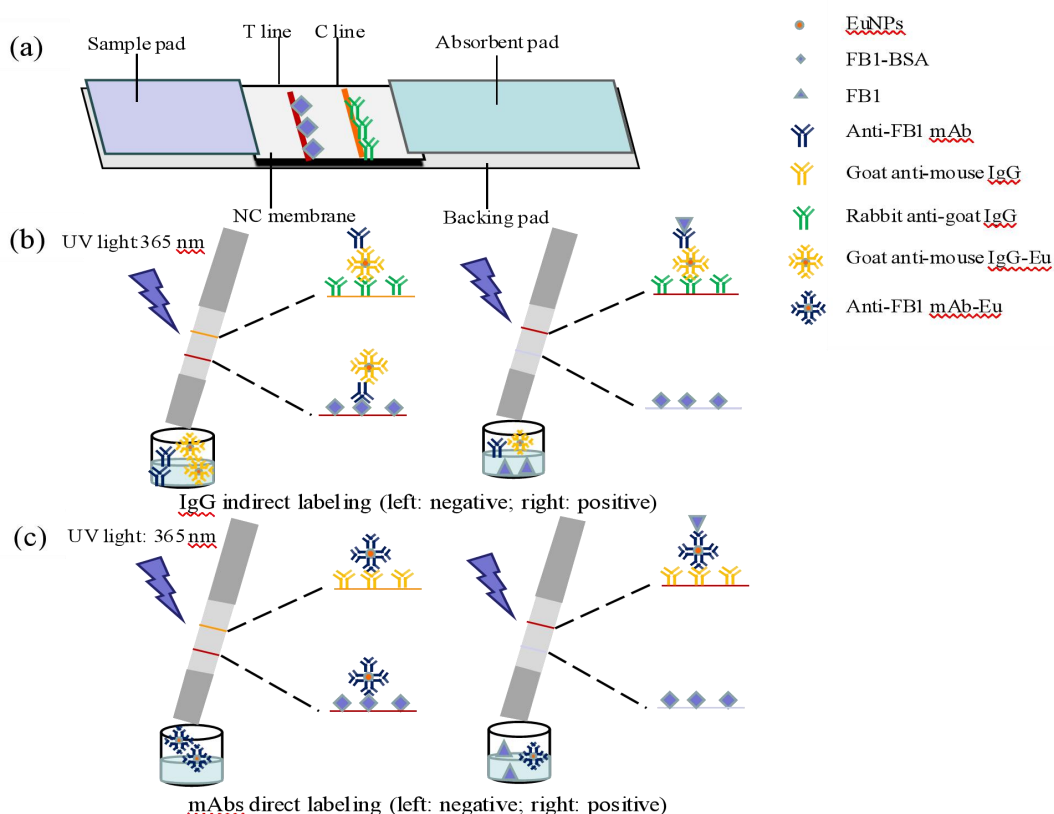 (a)
Sample pad
T line
C line
Absorbent pad
NC membrane
Backing pad
EuNPs
FB1-BSA
FB1
Anti-FB1 mAb
Goat anti-mouse IgG
Rabbit anti-goat IgG
Goat anti-mouse IgG-Eu
Anti-FB1 mAb-Eu
(b)
UV light:365 nm
IgG indirect labeling (left: negative; right: positive)
(c)
UV light: 365 nm
mAbs direct labeling (left: negative; right: positive)